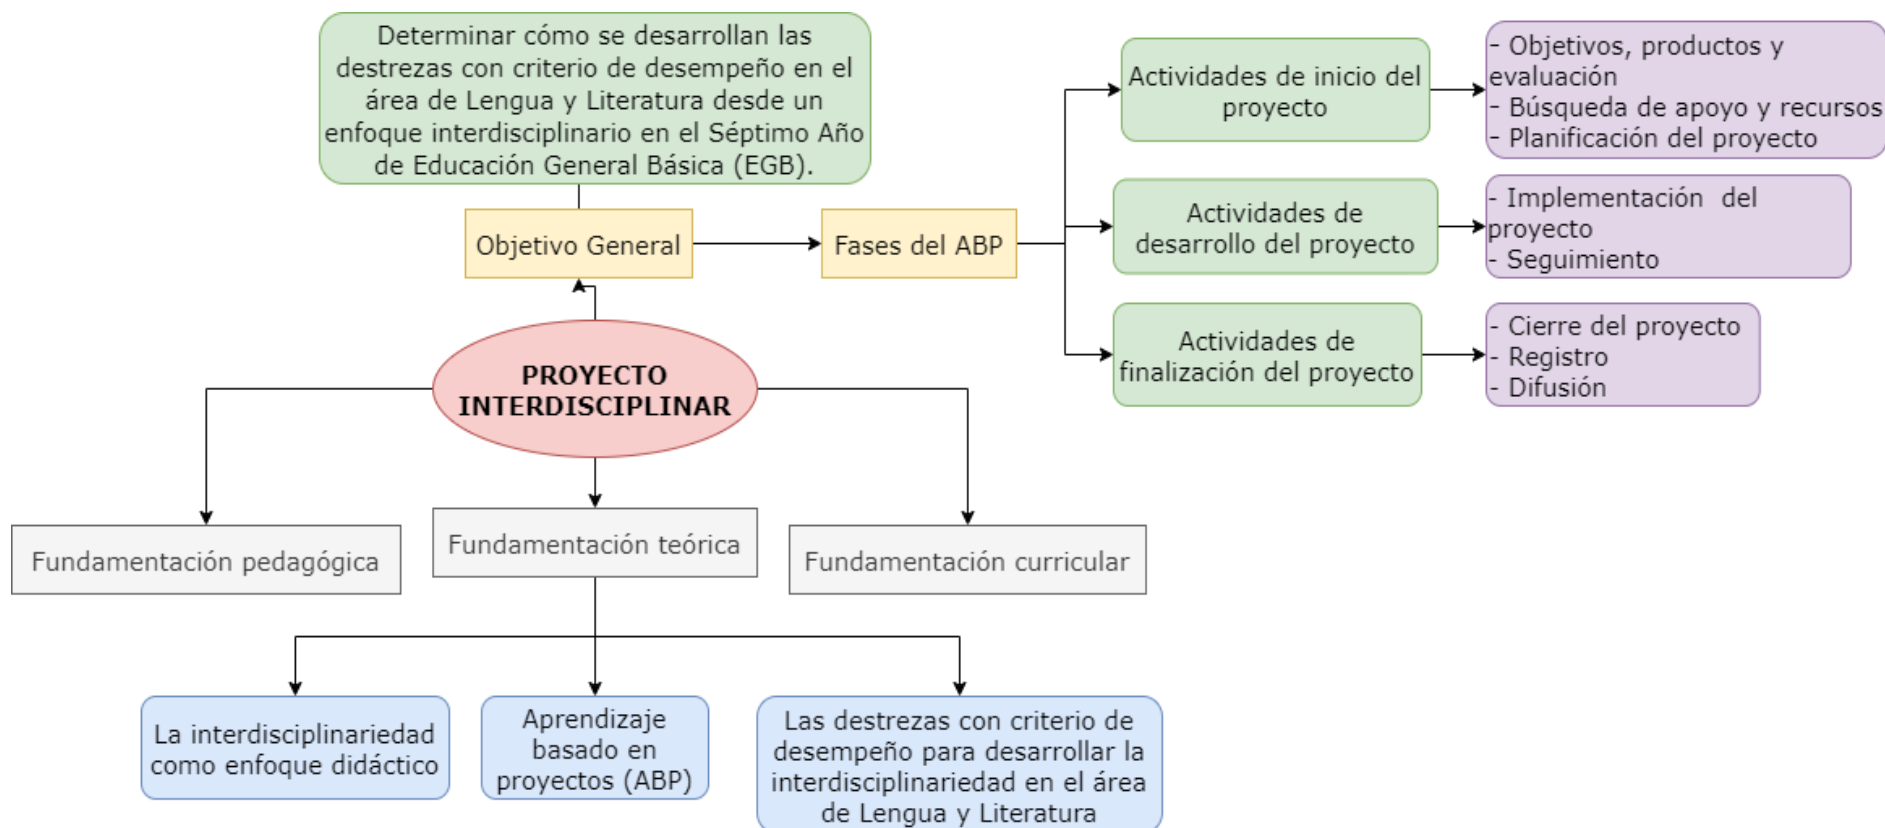 Determinar cómo se desarrollan las
destrezas con criterio de desempeño en el
área de Lengua y Literatura desde un
enfoque interdisciplinario en el Séptimo Año
de Educación General Básica (EGB).
Objetivo General
Fases del ABP
Actividades de inicio del
proyecto
- Objetivos, productos y
evaluación
- Búsqueda de apoyo y recursos
- Planificación del proyecto
Actividades de
desarrollo del proyecto
- Implementación del
proyecto
- Seguimiento
Actividades de
finalización del proyecto
- Cierre del proyecto
- Registro
- Difusión
PROYECTO
INTERDISCIPLINAR
Fundamentación pedagógica
Fundamentación teórica
Fundamentación curricular
La interdisciplinariedad
como enfoque didáctico
Aprendizaje
basado en
proyectos (ABP)
Las destrezas con criterio de
desempeño para desarrollar la
interdisciplinariedad en el área
de Lengua y Literatura